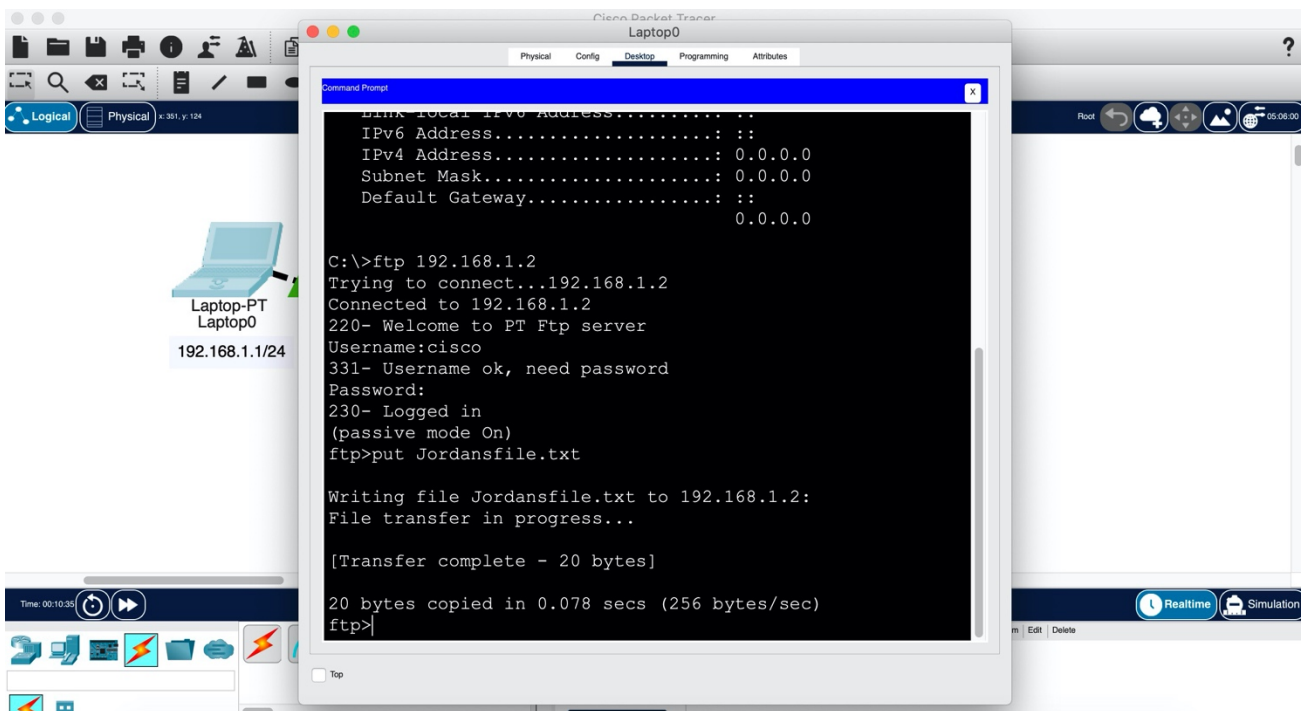 Cisco Packet Tracer
Laptop0
Physical Config Desktop Programming Attributes
?
Command Prompt
X
Logical
Physical
x: 351, y: 124
Root
05:06:00
Link-local IPv6 Address.........: ::
IPv6 Address....................: ::
IPv4 Address....................: 0.0.0.0
Subnet Mask.....................: 0.0.0.0
Default Gateway.................: ::
0.0.0.0
C:\>ftp 192.168.1.2
Trying to connect...192.168.1.2
Connected to 192.168.1.2
220- Welcome to PT Ftp server
Username:cisco
331- Username ok, need password
Password:
230- Logged in
(passive mode On)
ftp>put Jordansfile.txt
Writing file Jordansfile.txt to 192.168.1.2:
File transfer in progress...
[Transfer complete - 20 bytes]
20 bytes copied in 0.078 secs (256 bytes/sec)
ftp>
Laptop-PT
Laptop0
192.168.1.1/24
Time: 00:10:35
Realtime
Simulation
Edit Delete
Top